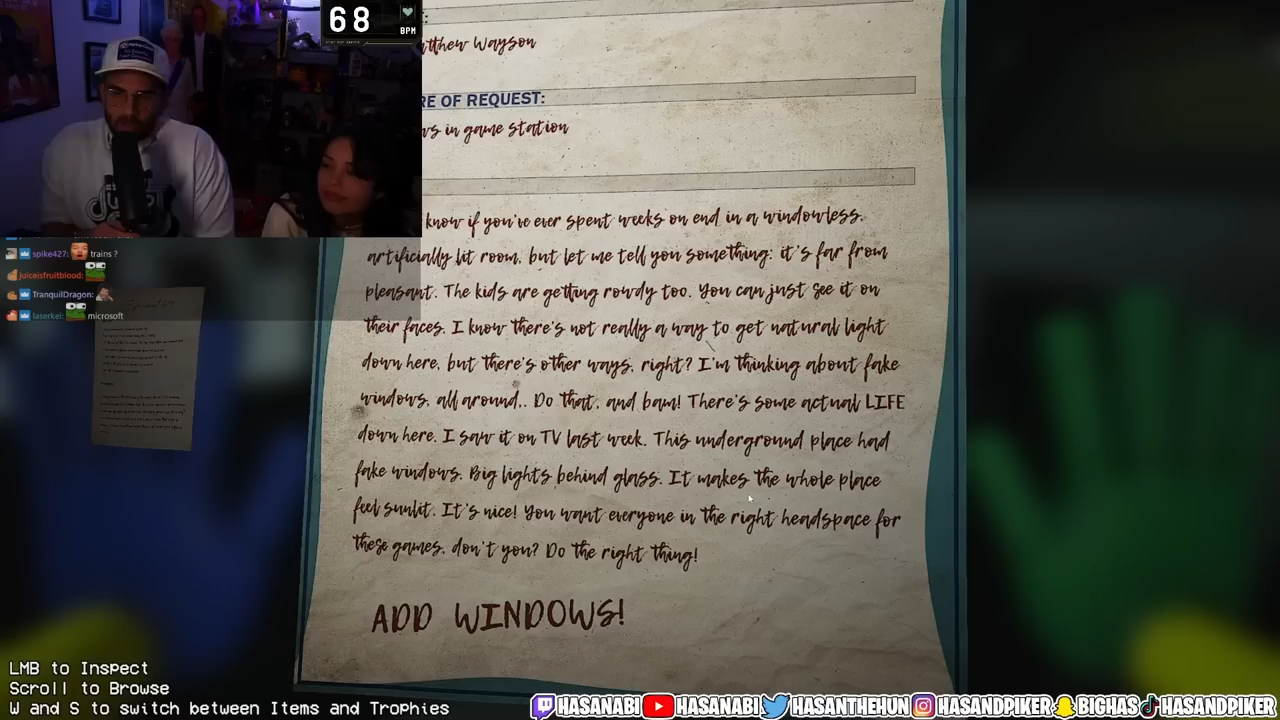 68
BPM
tthew Wayson
RE OF REQUEST:
ws in game station
know if you've ever spent weeks on end in a windowless,
artificially lit room, but let me tell you something: it's far from
pleasant. The kids are getting rowdy too. You can just see it on
their faces. I know there's not really a way to get natural light
down here, but there's other ways, right? I'm thinking about fake
windows, all around,. Do that, and bam! There's some actual LIFE
down here. I saw it on TV last week. This underground place had
fake windows. Big lights behind glass. It makes the whole place
feel sunlit. It's nice! You want everyone in the right headspace for
these games, don't you? Do the right thing!
ADD WINDOWS!
spike427: trains ?
juiceisfruitblood:
TranquilDragon:
laserkei: microsoft
LMB to Inspect
Scroll to Browse
W and S to switch between Items and Trophies
HASANABI HASANABI HASANTHEHUN HASANDPIKER BIGHAS HASANDPIKER